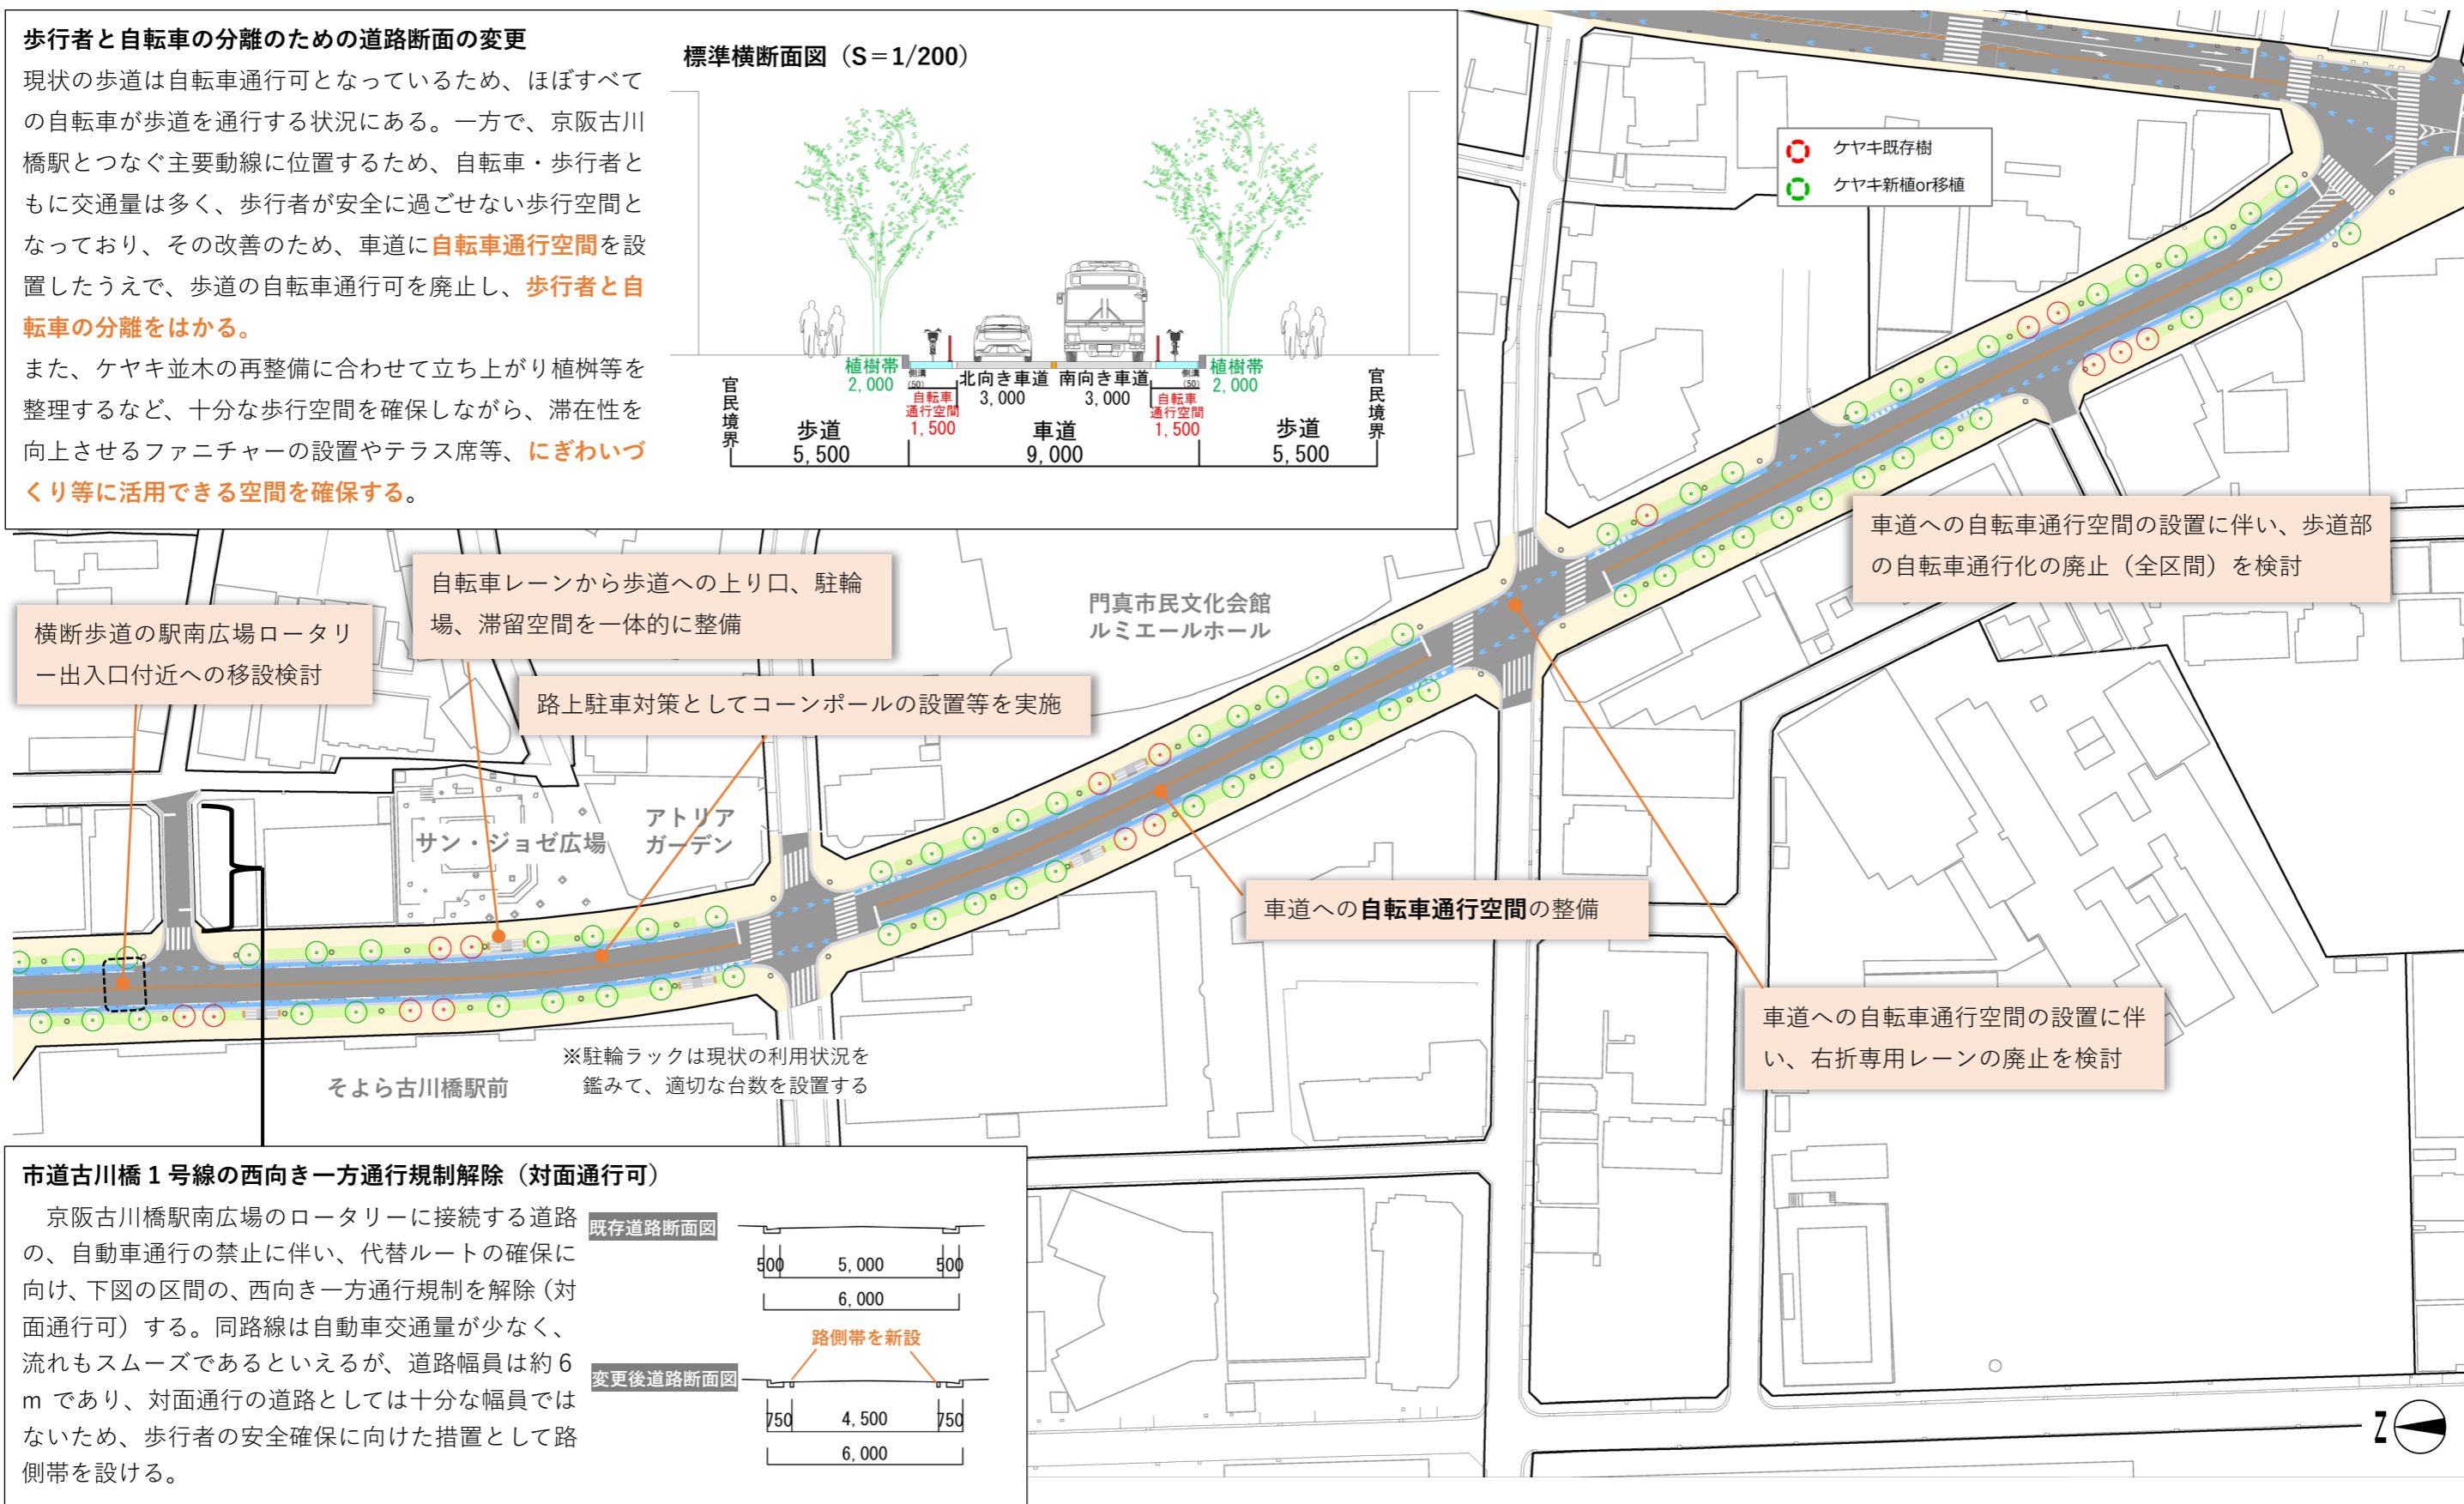 歩行者と自転車の分離のための道路断面の変更
現状の歩道は自転車通行可となっているため、ほぼすべて
の自転車が歩道を通行する状況にある。一方で、京阪古川
橋駅とつなぐ主要動線に位置するため、自転車・歩行者と
もに交通量は多く、歩行者が安全に過ごせない歩行空間と
なっており、その改善のため、車道に自転車通行空間を設
置したうえで、歩道の自転車通行可を廃止し、歩行者と自
転車の分離をはかる。
また、ケヤキ並木の再整備に合わせて立ち上がり植桝等を
整理するなど、十分な歩行空間を確保しながら、滞在性を
向上させるファニチャーの設置やテラス席等、にぎわいづ
くり等に活用できる空間を確保する。
標準横断面図（S＝1/200）
植樹帯
2,000
側溝
(50)
北向き車道
3,000
南向き車道
3,000
側溝
(50)
植樹帯
2,000
自転車
通行空間
1,500
自転車
通行空間
1,500
官民境界
歩道
5,500
車道
9,000
歩道
5,500
官民境界
ケヤキ既存樹
ケヤキ新植or移植
車道への自転車通行空間の設置に伴い、歩道部
の自転車通行化の廃止（全区間）を検討
自転車レーンから歩道への上り口、駐輪
場、滞留空間を一体的に整備
横断歩道の駅南広場ロータリ
ー出入口付近への移設検討
路上駐車対策としてコーンポールの設置等を実施
門真市民文化会館
ルミエールホール
サン・ジョゼ広場
アトリア
ガーデン
車道への自転車通行空間の整備
車道への自転車通行空間の設置に伴
い、右折専用レーンの廃止を検討
※駐輪ラックは現状の利用状況を
鑑みて、適切な台数を設置する
そよら古川橋駅前
市道古川橋１号線の西向き一方通行規制解除（対面通行可）
京阪古川橋駅南広場のロータリーに接続する道路
の、自動車通行の禁止に伴い、代替ルートの確保に
向け、下図の区間の、西向き一方通行規制を解除（対
面通行可）する。同路線は自動車交通量が少なく、
流れもスムーズであるといえるが、道路幅員は約６
m であり、対面通行の道路としては十分な幅員では
ないため、歩行者の安全確保に向けた措置として路
側帯を設ける。
既存道路断面図
500 5,000 500
6,000
路側帯を新設
変更後道路断面図
750 4,500 750
6,000
Z